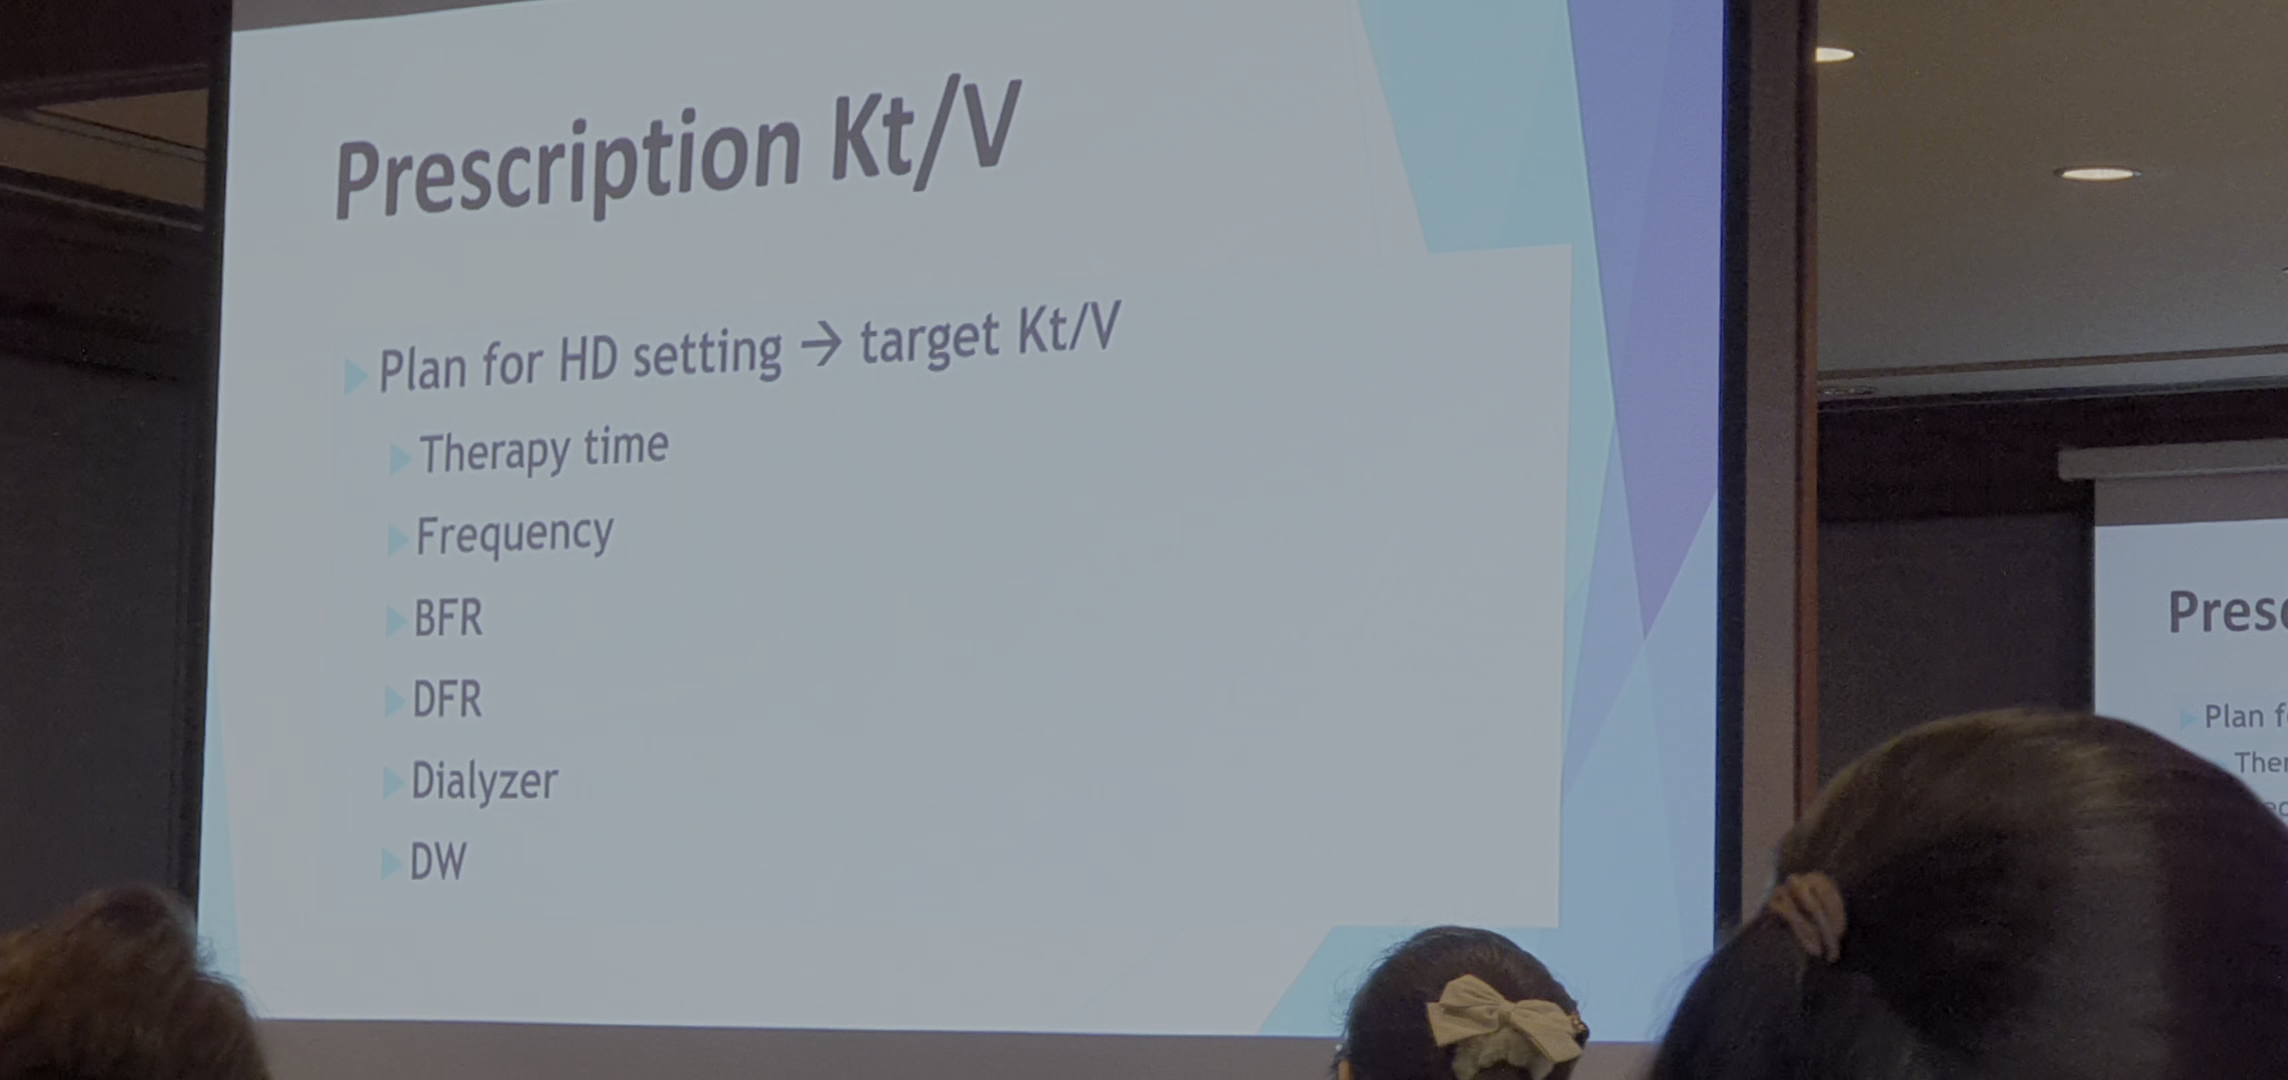 Prescription Kt/V
Plan for HD setting → target Kt/V
Therapy time
Frequency
BFR
DFR
Dialyzer
DW
Presc
Plan f
Ther